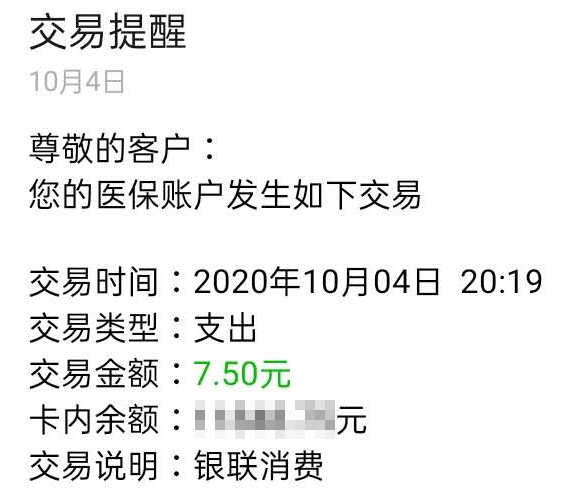 交易提醒
10月4日
尊敬的客户：
您的医保账户发生如下交易
交易时间：2020年10月04日 20:19
交易类型：支出
交易金额：7.50元
卡内余额：元
交易说明：银联消费